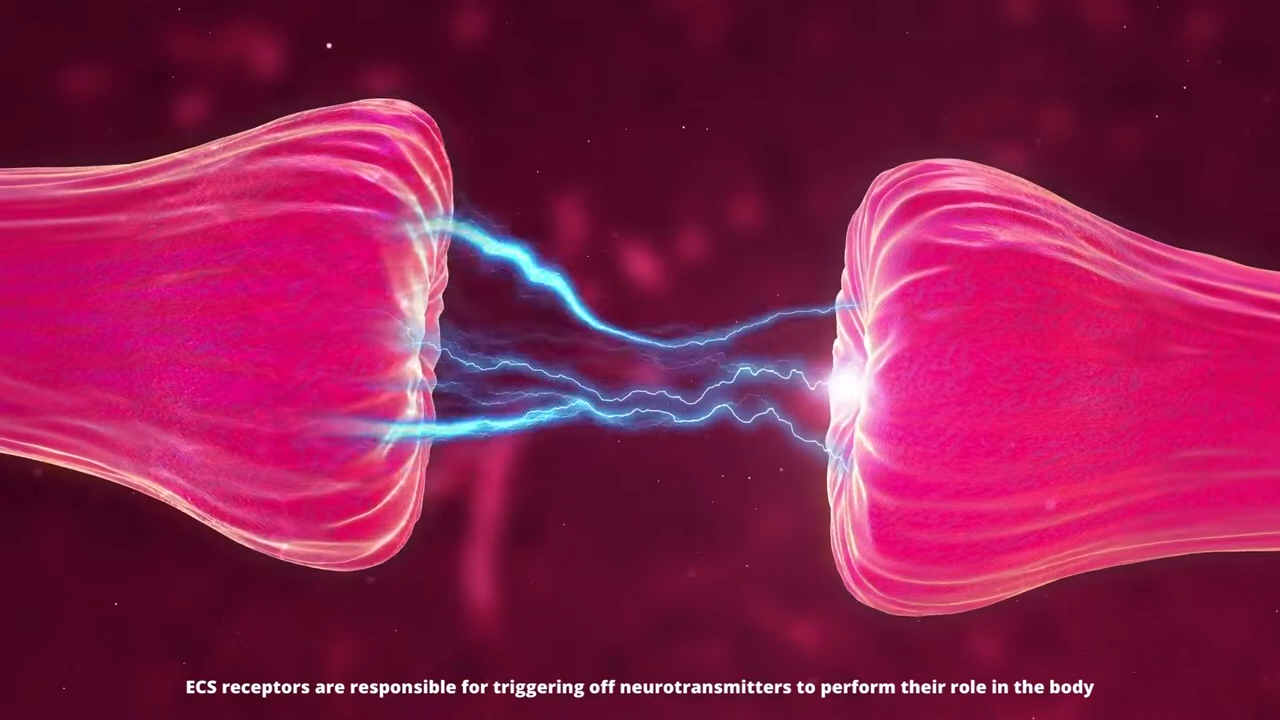 ECS receptors are responsible for triggering off neurotransmitters to perform their role in the body